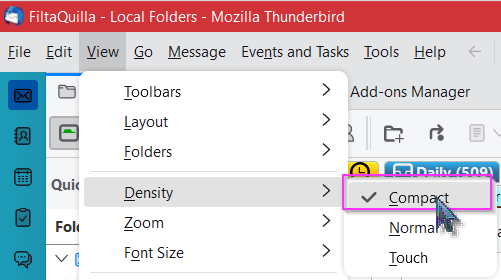 FiltaQuilla - Local Folders - Mozilla Thunderbird
File Edit View Go Message Events and Tasks Tools Help
Add-ons Manager
Toolbars
Layout
Folders
Daily (509)
Quic
Density
Compact
Zoom
Normal
Folde
Font Size
Touch